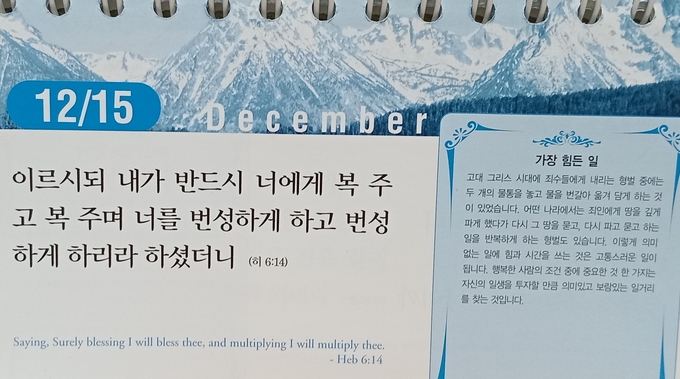 12/15
December
이르시되 내가 반드시 너에게 복 주
고 복 주며 너를 번성하게 하고 번성
하게 하리라 하셨더니 (히 6:14)
Saying, Surely blessing I will bless thee, and multiplying I will multiply thee.
- Heb 6:14
가장 힘든 일
고대 그리스 시대에 죄수들에게 내리는 형벌 중에는
두 개의 물통을 놓고 물을 번갈아 옮겨 담게 하는 것
이 있었습니다. 어떤 나라에서는 죄인에게 땅을 깊게
파게 했다가 다시 그 땅을 묻고, 다시 파고 묻고 하는
일을 반복하게 하는 형벌도 있습니다. 이렇게 의미
없는 일에 힘과 시간을 쓰는 것은 고통스러운 일이
됩니다. 행복한 사람의 조건 중에 중요한 것 한 가지는
자신의 일생을 투자할 만큼 의미있고 보람있는 일거리
를 찾는 것입니다.